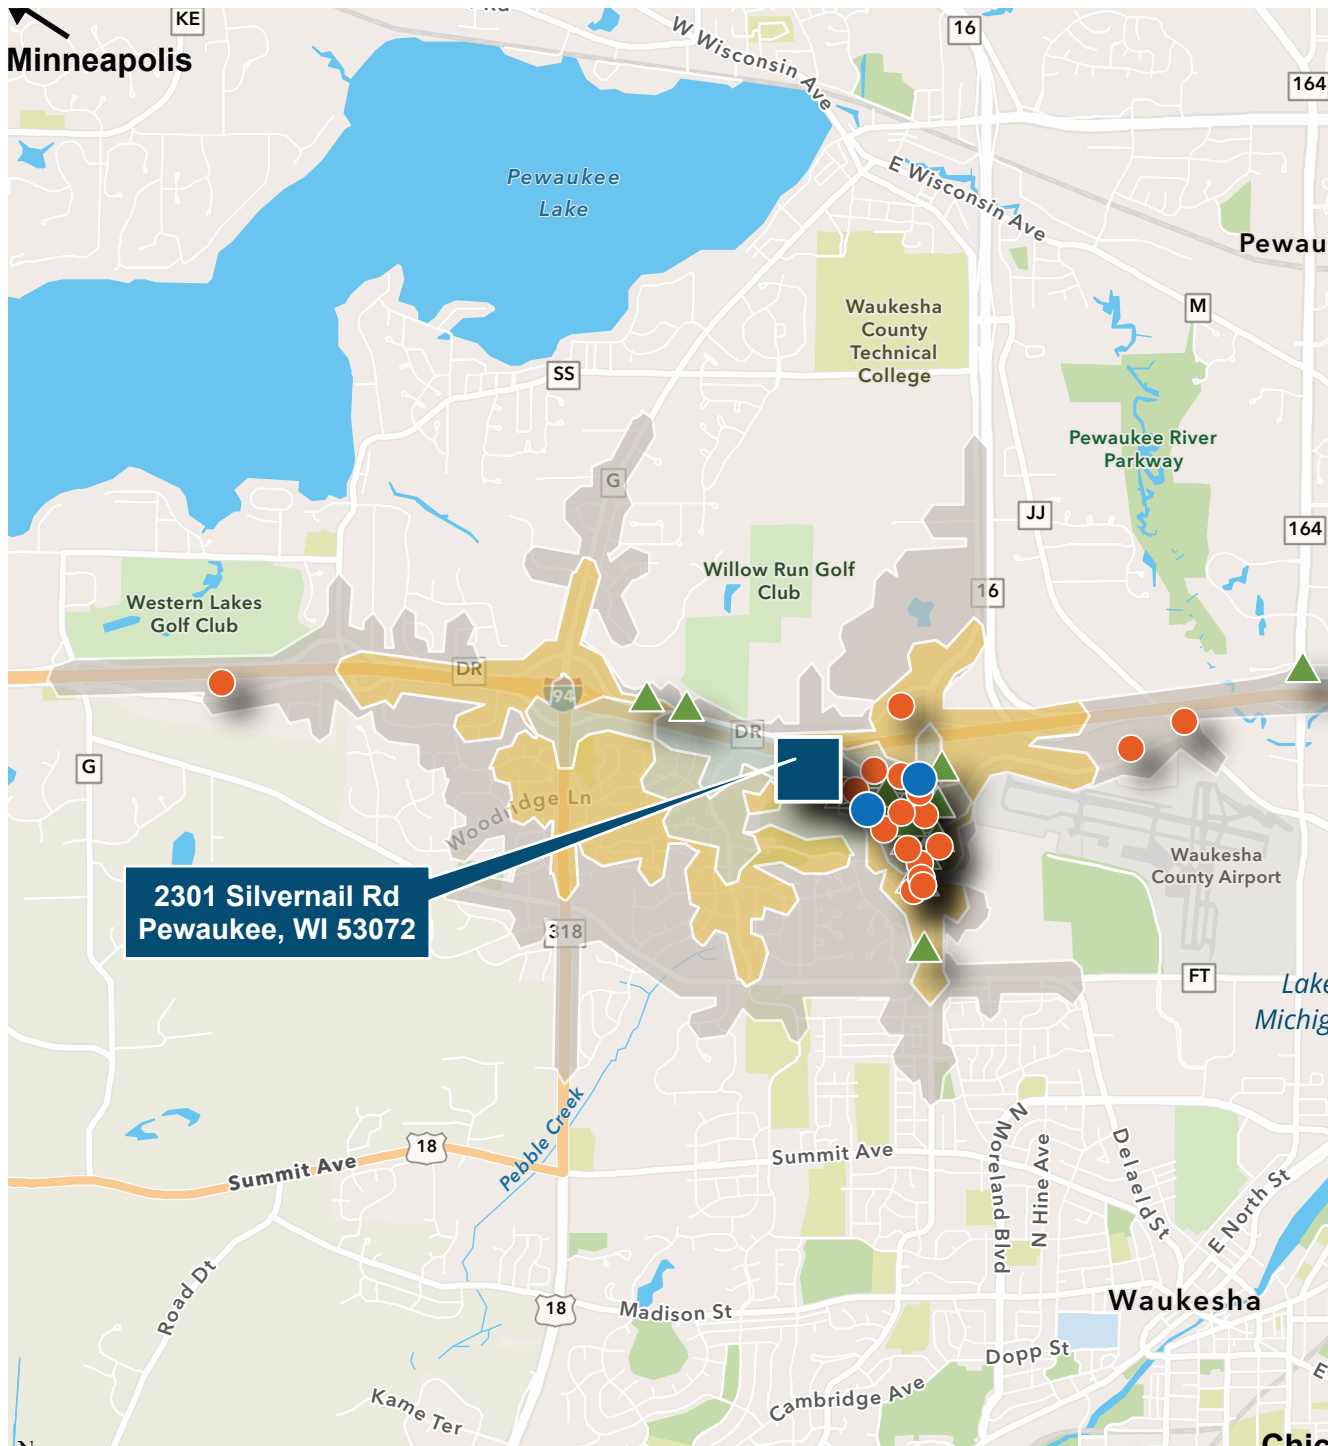 KE
Rd
16
Minneapolis
W Wisconsin Ave
164
Pewaukee
Lake
E Wisconsin Ave
Pewau
Waukesha
County
Technical
College
M
SS
Pewaukee River
Parkway
G
JJ
164
Willow Run Golf
Club
16
Western Lakes
Golf Club
DR
94
DR
G
Woodridge Ln
Waukesha
County Airport
2301 Silvernail Rd
Pewaukee, WI 53072
318
FT
Lake
Michig
Pebble Creek
N Moreland Blvd
N Hine Ave
Delaeld St
18
Summit Ave
Summit Ave
E North St
Road Dt
Waukesha
18
Madison St
Dopp St
Cambridge Ave
Kame Ter
E
N
Chic